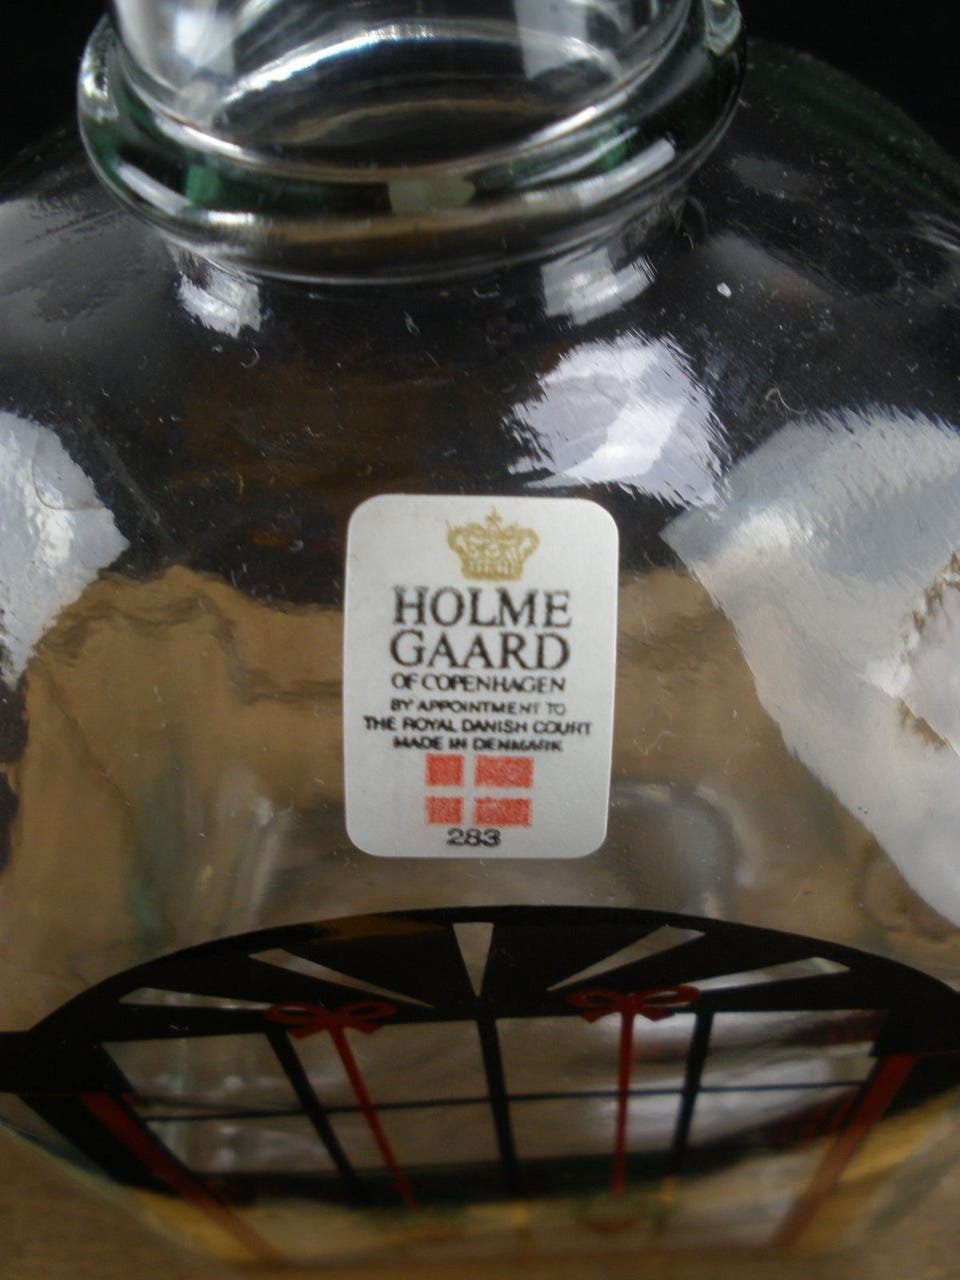 HOLME
GAARD
OF COPENHAGEN
BY APPOINTMENT TO
THE ROYAL DANISH COURT
MADE IN DENMARK
283